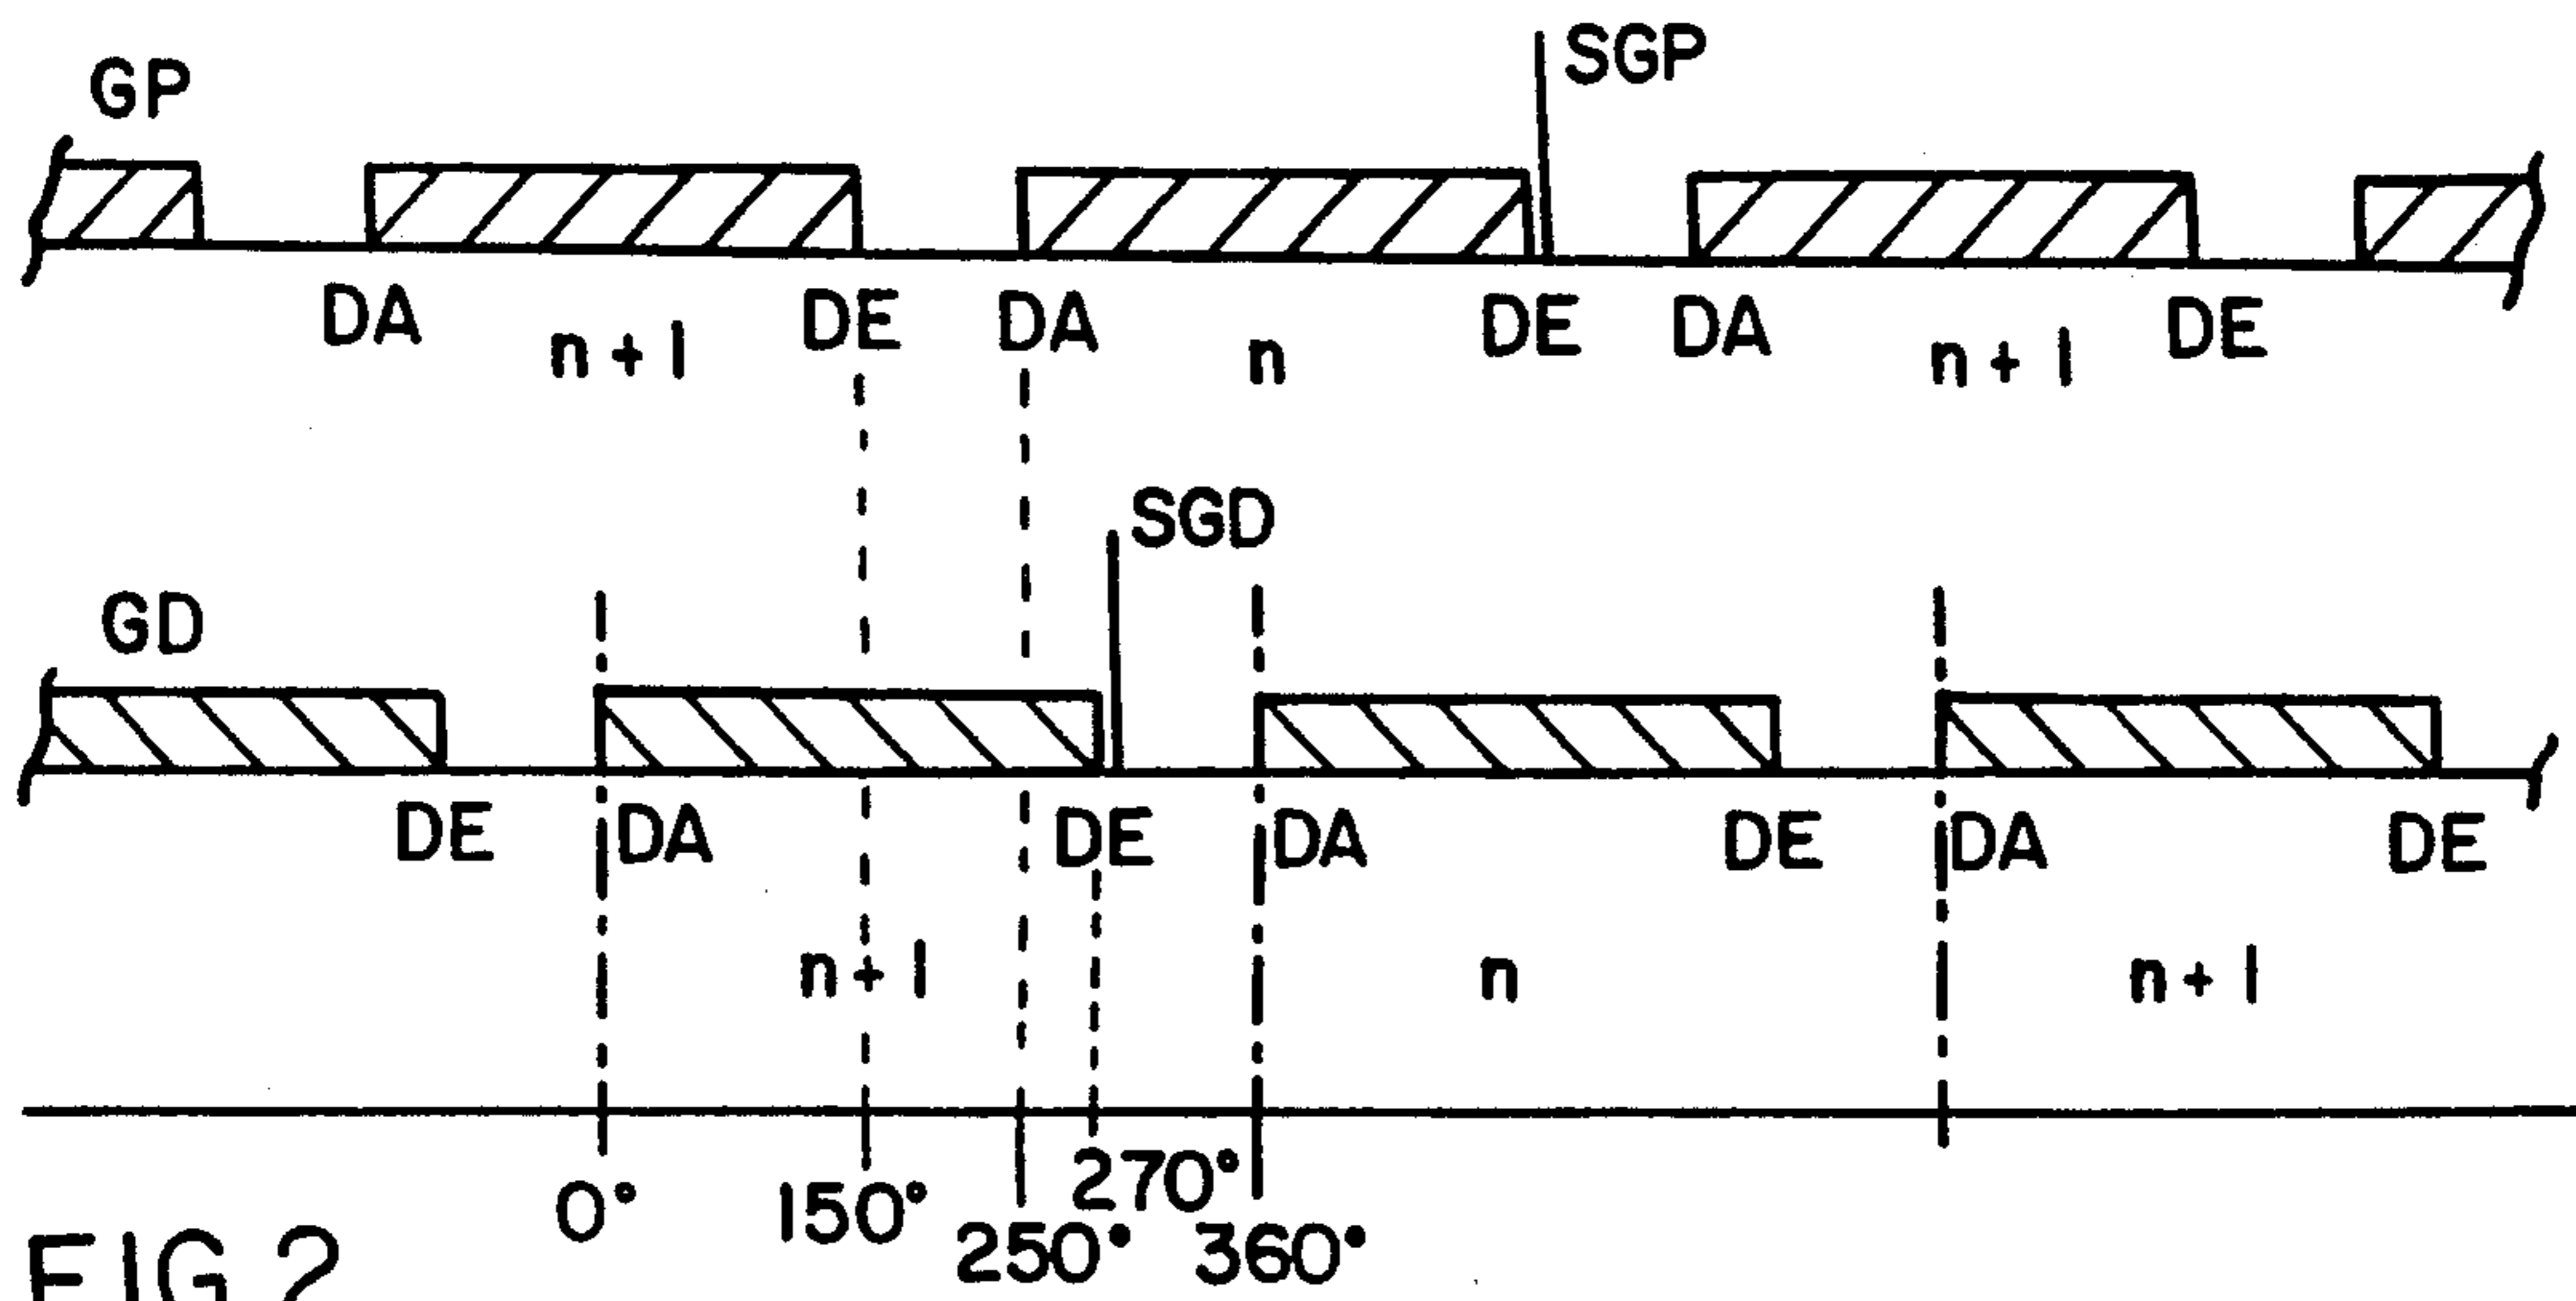 SGP
GP
DA n + 1 DE DA n DE DA n + 1 DE
SGD
GD
DE DA DE DA DE DA DE
n + 1 n n + 1
0° 150° 250° 270° 360°
FIG. 2